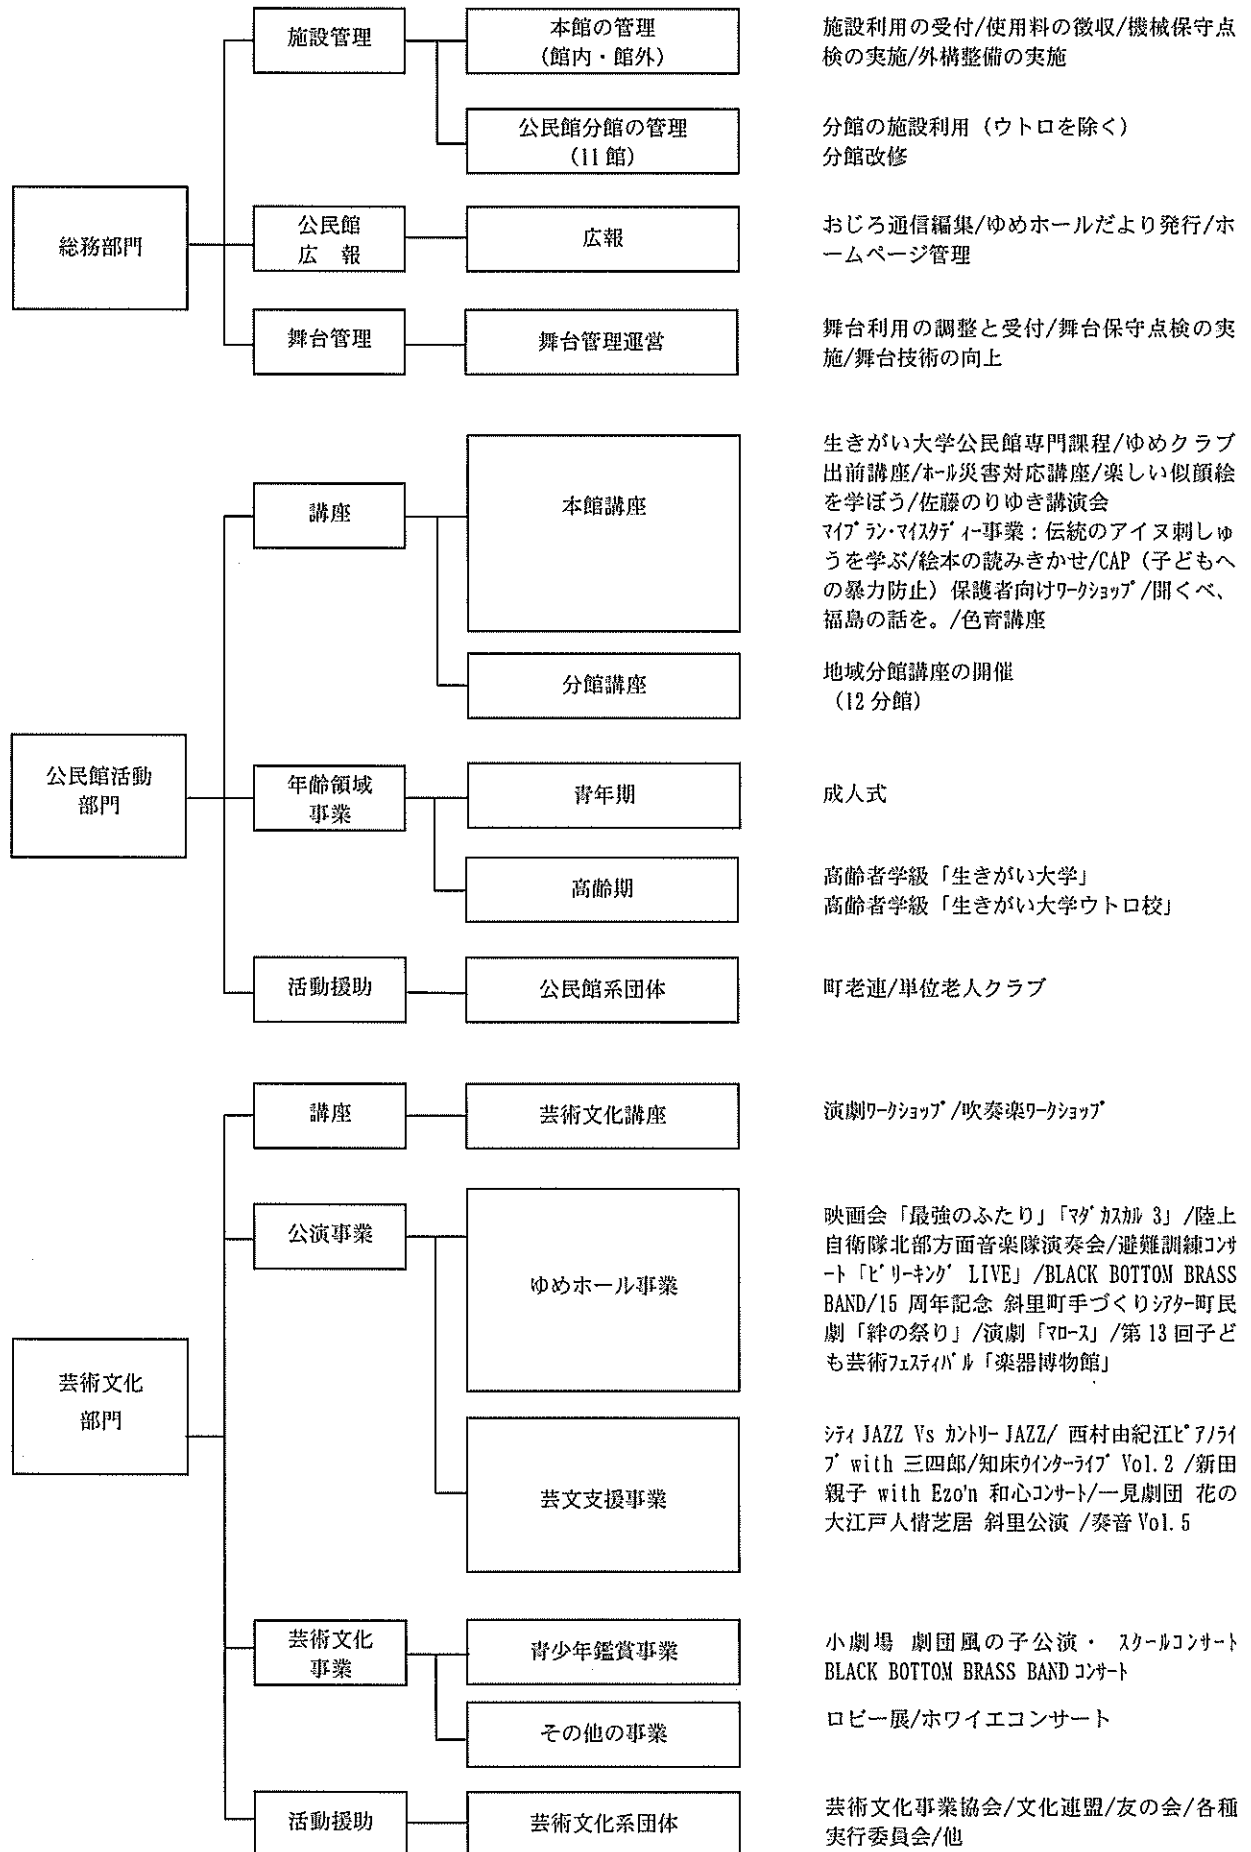 総務部門
施設管理
本館の管理
(館内・館外)
施設利用の受付/使用料の徴収/機械保守点
検の実施/外構整備の実施
公民館分館の管理
(11館)
分館の施設利用（ウトロを除く）
分館改修
公民館
広　報
広報
おじろ通信編集/ゆめホールだより発行/ホ
ームページ管理
舞台管理
舞台管理運営
舞台利用の調整と受付/舞台保守点検の実
施/舞台技術の向上
公民館活動
部門
講座
本館講座
生きがい大学公民館専門課程/ゆめクラブ
出前講座/ﾎｰﾙ災害対応講座/楽しい似顔絵
を学ぼう/佐藤のりゆき講演会
ﾏｲﾌﾟﾗﾝ・ﾏｲｽﾀﾃﾞｨｰ事業：伝統のアイヌ刺しゅ
うを学ぶ/絵本の読みきかせ/CAP（子どもへ
の暴力防止）保護者向けﾜｰｸｼｮｯﾌﾟ/聞くべ、
福島の話を。/色育講座
分館講座
地域分館講座の開催
（12分館）
年齢領域
事業
青年期
成人式
高齢期
高齢者学級「生きがい大学」
高齢者学級「生きがい大学ウトロ校」
活動援助
公民館系団体
町老連/単位老人クラブ
芸術文化
部門
講座
芸術文化講座
演劇ﾜｰｸｼｮｯﾌﾟ/吹奏楽ﾜｰｸｼｮｯﾌﾟ
公演事業
ゆめホール事業
映画会「最強のふたり」「ﾏﾀﾞｶﾞｽｶﾙ 3」/陸上
自衛隊北部方面音楽隊演奏会/避難訓練ｺﾝｻ
ｰﾄ「ﾋﾞﾘｰｷﾝｸﾞ LIVE」/BLACK BOTTOM BRASS
BAND/15 周年記念 斜里町手づくりｼｱﾀｰ町民
劇「絆の祭り」/演劇「ﾏﾛｰｽ」/第 13 回子ど
も芸術ﾌｪｽﾃｨﾊﾞﾙ「楽器博物館」
芸文支援事業
ｼﾃｨ JAZZ Vs ｶﾝﾄﾘｰ JAZZ/ 西村由紀江ﾋﾟｱﾉﾗｲ
ﾌﾞ with 三四郎/知床ｳｲﾝﾀｰﾗｲﾌﾞ Vol.2 /新田
親子 with Ezo'n 和心ｺﾝｻｰﾄ/一見劇団 花の
大江戸人情芝居 斜里公演 /奏音 Vol.5
芸術文化
事業
青少年鑑賞事業
小劇場 劇団風の子公演・ ｽｸｰﾙｺﾝｻｰﾄ
BLACK BOTTOM BRASS BAND ｺﾝｻｰﾄ
その他の事業
ロビー展/ホワイエコンサート
活動援助
芸術文化系団体
芸術文化事業協会/文化連盟/友の会/各種
実行委員会/他